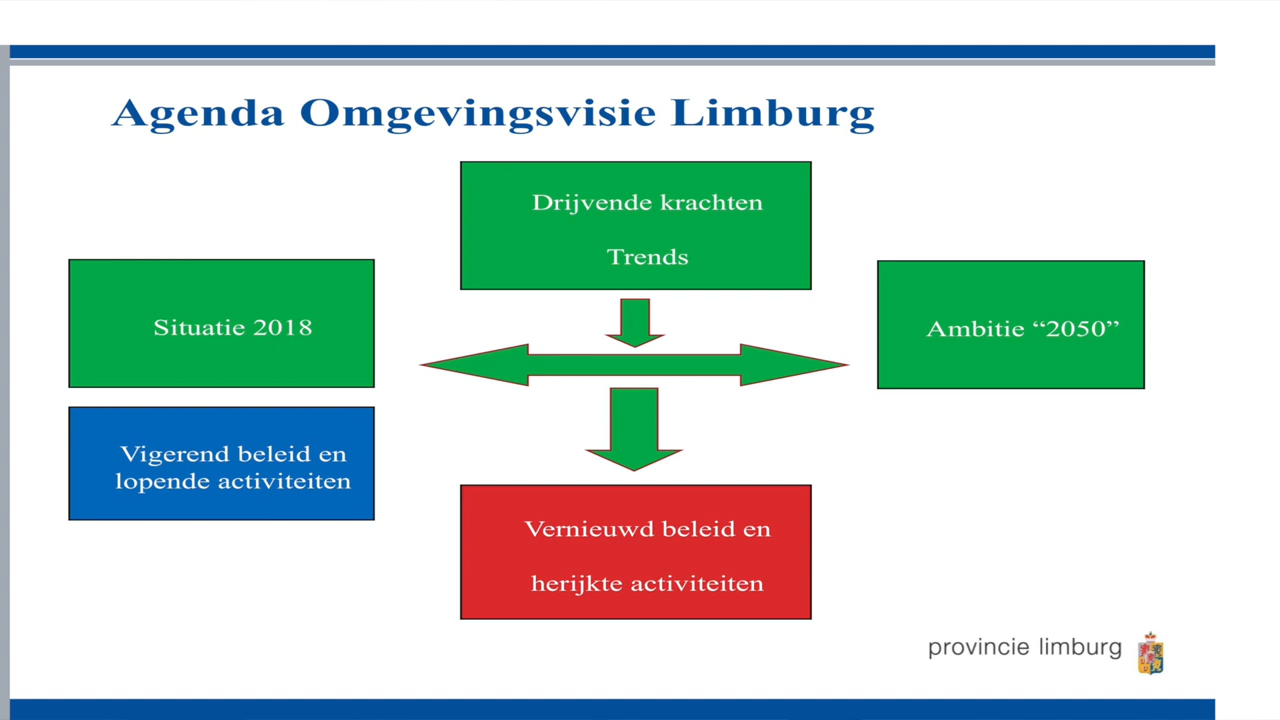 Agenda Omgevingsvisie Limburg
Drijvende krachten
Trends
Situatie 2018
Ambitie “2050”
Vigerend beleid en
lopende activiteiten
Vernieuwd beleid en
herijkte activiteiten
provincie limburg